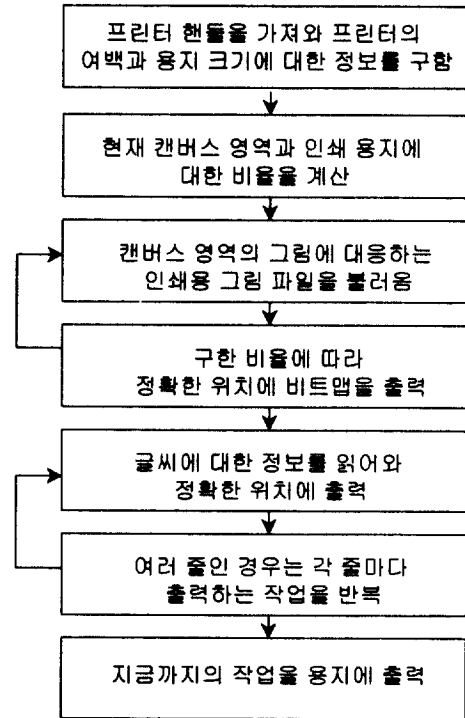 프린터 핸들을 가져와 프린터의
여백과 용지 크기에 대한 정보를 구함
현재 캔버스 영역과 인쇄 용지에
대한 비율을 계산
캔버스 영역의 그림에 대응하는
인쇄용 그림 파일을 불러옴
구한 비율에 따라
정확한 위치에 비트맵을 출력
글씨에 대한 정보를 읽어와
정확한 위치에 출력
여러 줄인 경우는 각 줄마다
출력하는 작업을 반복
지금까지의 작업을 용지에 출력